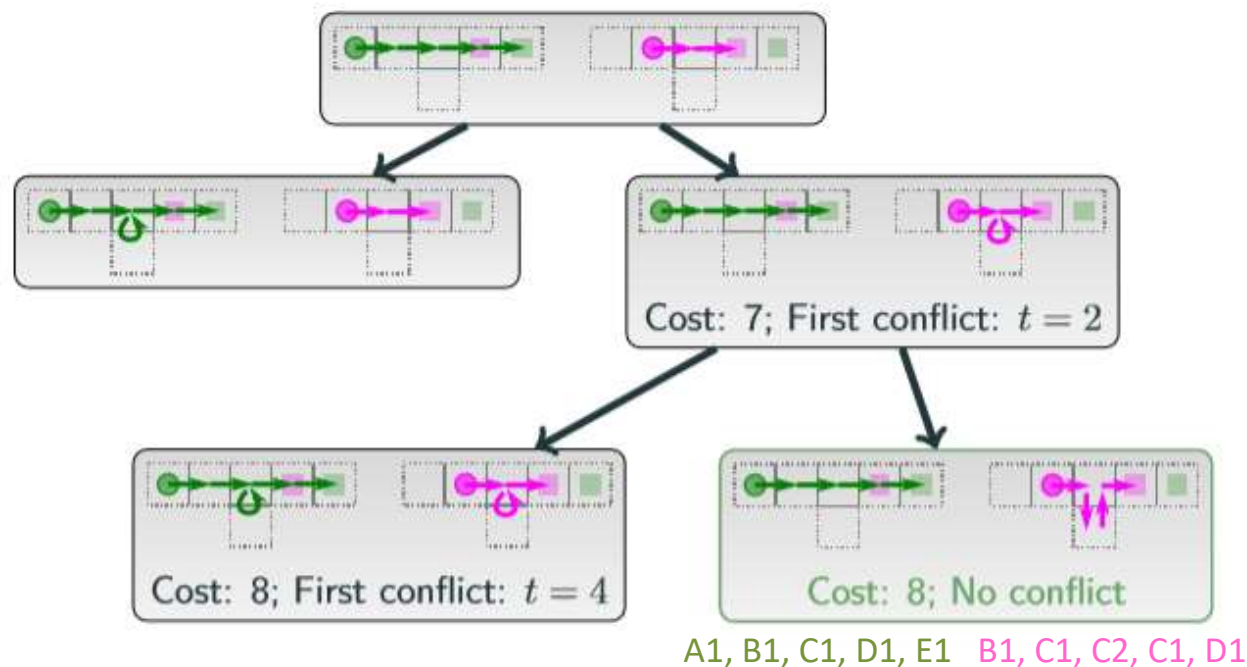 Cost: 7; First conflict: t = 2
Cost: 8; First conflict: t = 4
Cost: 8; No conflict
A1, B1, C1, D1, E1 B1, C1, C2, C1, D1